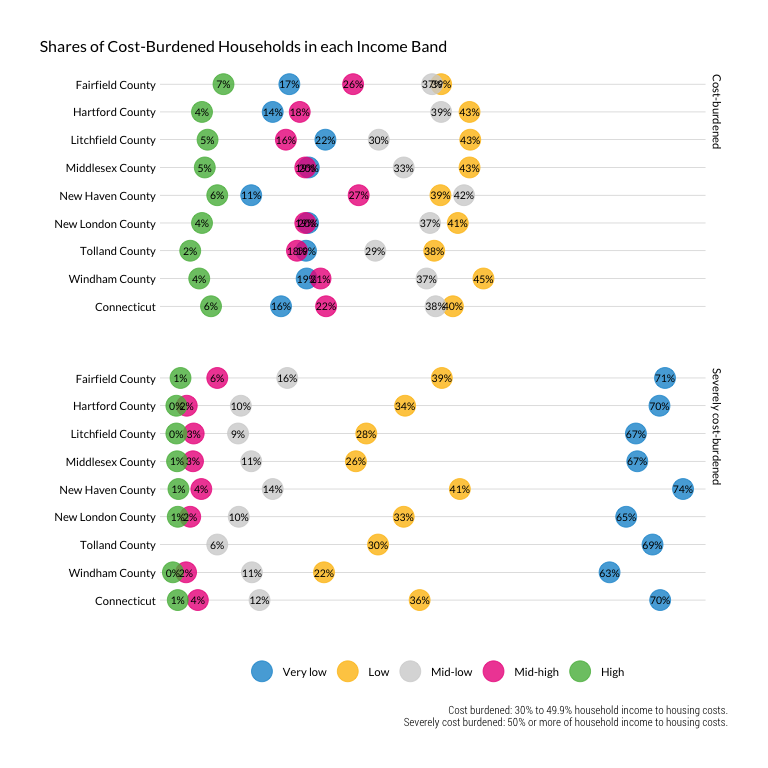 Shares of Cost-Burdened Households in each Income Band
Cost-burdened
Fairfield County 7% 17% 26% 37% 39%
Hartford County 4% 14% 18% 39% 43%
Litchfield County 5% 16% 22% 30% 43%
Middlesex County 5% 33% 43%
New Haven County 6% 11% 27% 39% 42%
New London County 4% 37% 41%
Tolland County 2% 18% 19% 29% 38%
Windham County 4% 19% 21% 37% 45%
Connecticut 6% 16% 22% 38% 40%
Severely cost-burdened
Fairfield County 1% 6% 16% 39% 71%
Hartford County 0% 2% 10% 34% 70%
Litchfield County 0% 3% 9% 28% 67%
Middlesex County 1% 3% 11% 26% 67%
New Haven County 1% 4% 14% 41% 74%
New London County 1% 2% 10% 33% 65%
Tolland County 6% 30% 69%
Windham County 0% 2% 11% 22% 63%
Connecticut 1% 4% 12% 36% 70%
Very low Low Mid-low Mid-high High
Cost burdened: 30% to 49.9% household income to housing costs.
Severely cost burdened: 50% or more of household income to housing costs.